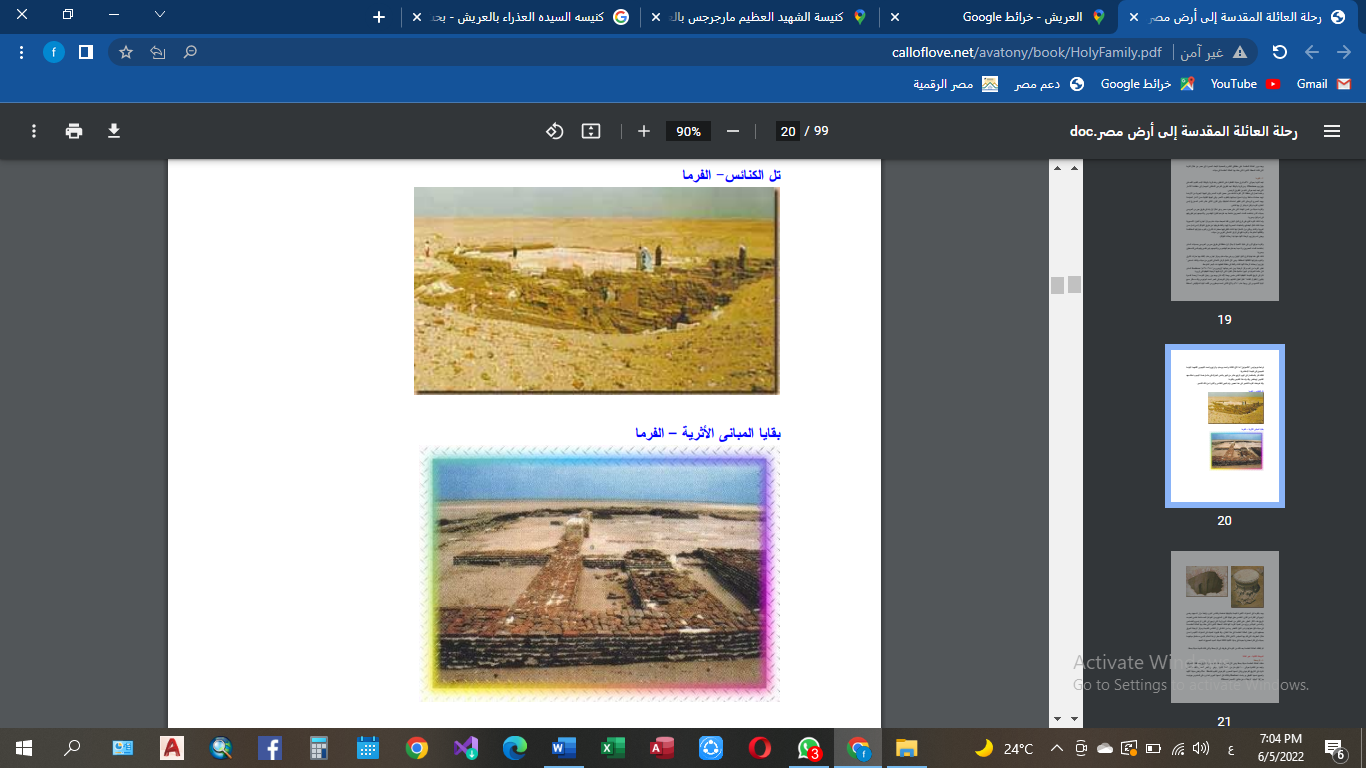 رحلة العائلة المقدسة إلى أرض مصر
العريش - خرائط Google
كنيسة الشهيد العظيم مارجرجس بال
كنيسه السيده العذراء بالعريش - بح
غير آمن
calloflove.net/avatony/book/HolyFamily.pdf
f
Gmail
YouTube
خرائط Google
دعم مصر
مصر الرقمية
رحلة العائلة المقدسة إلى أرض مصر.doc
20 / 99
90%
تل الكنائس– الفرما
بقايا المبانى الأثرية – الفرما
19
20
21
Activate Windows
Go to Settings to activate Windows.
3
f
24°C
ع
7:04 PM
6/5/2022
6